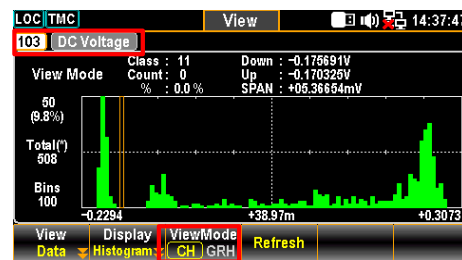 LOC TMC View 14:37:47
103 DC Voltage
Class : 11 Down : -0.175691V
View Mode Count : 0 Up : -0.170325V
% : 0.0 % SPAN : +05.36654mV
50
(9.8%)
Total(*)
508
Bins
100
-0.2294 +38.97m +0.3073
View Display ViewMode
Data Histogram CH GRH Refresh